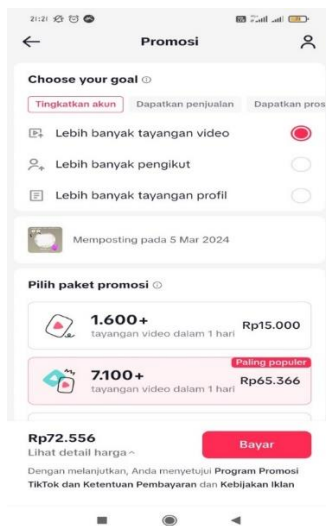 21:21
Promosi
Choose your goal
Tingkatkan akun Dapatkan penjualan Dapatkan pros
Lebih banyak tayangan video
Lebih banyak pengikut
Lebih banyak tayangan profil
Memposting pada 5 Mar 2024
Pilih paket promosi
1.600+
tayangan video dalam 1 hari
Rp15.000
Paling populer
7.100+
tayangan video dalam 1 hari
Rp65.366
Rp72.556
Lihat detail harga
Bayar
Dengan melanjutkan, Anda menyetujui Program Promosi
TikTok dan Ketentuan Pembayaran dan Kebijakan Iklan